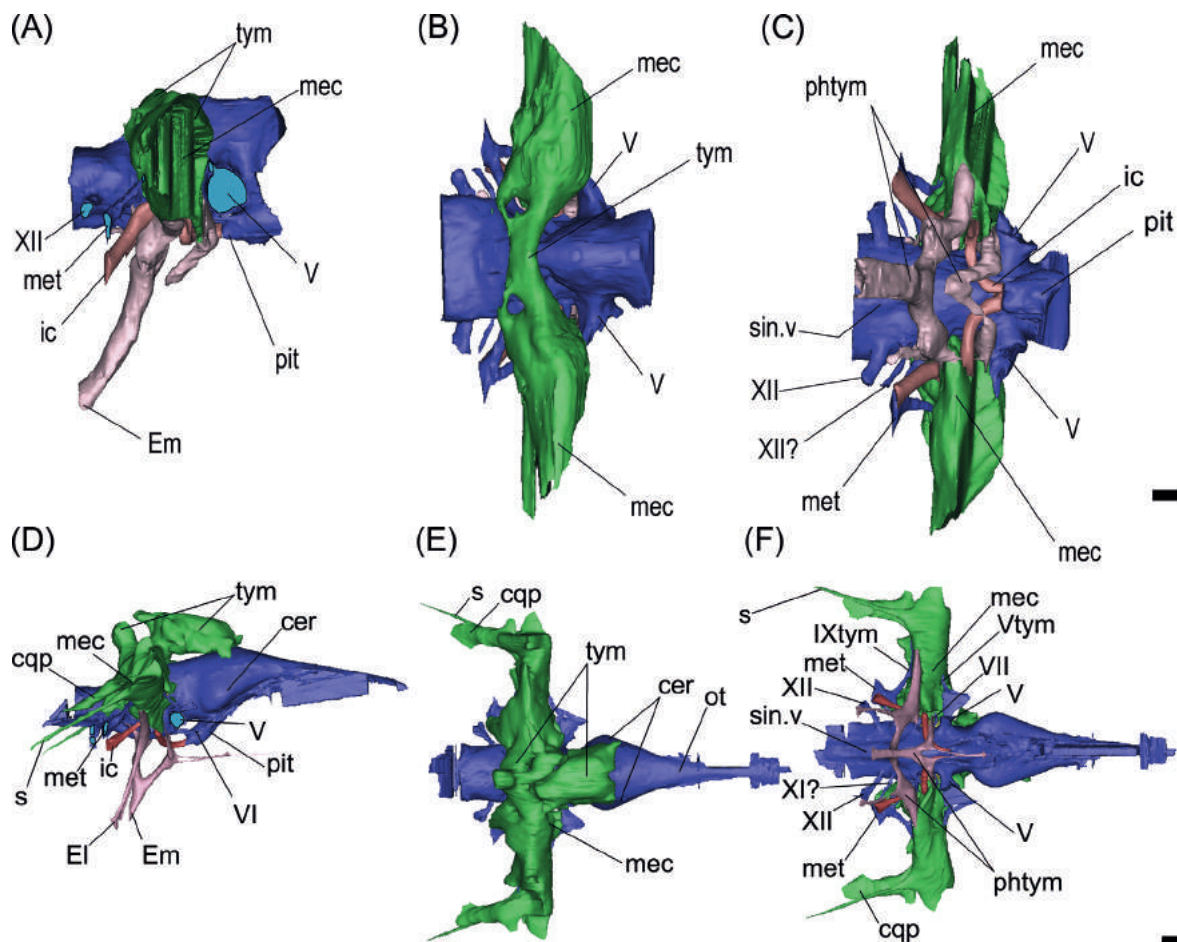 (A)
tym
mec
XII
met
ic
Em
V
pit
(B)
mec
V
tym
V
mec
(C)
mec
phtym
V
ic
pit
sin.v
XII
XII?
met
V
mec
(D)
tym
mec
cer
cqp
s
met
ic
V
pit
VI
El
Em
(E)
s
cqp
tym
cer
ot
mec
(F)
s
mec
IXtym
Vtym
met
VII
XII
V
sin.v
XI?
XII
V
met
phtym
cqp